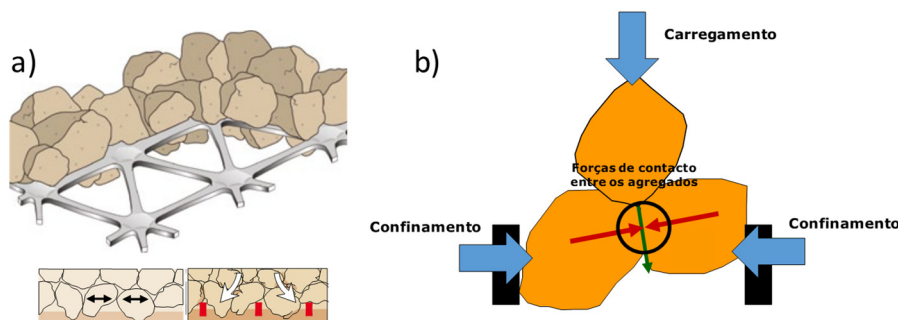 a)
b)
Carregamento
Forças de contacto
entre os agregados
Confinamento
Confinamento